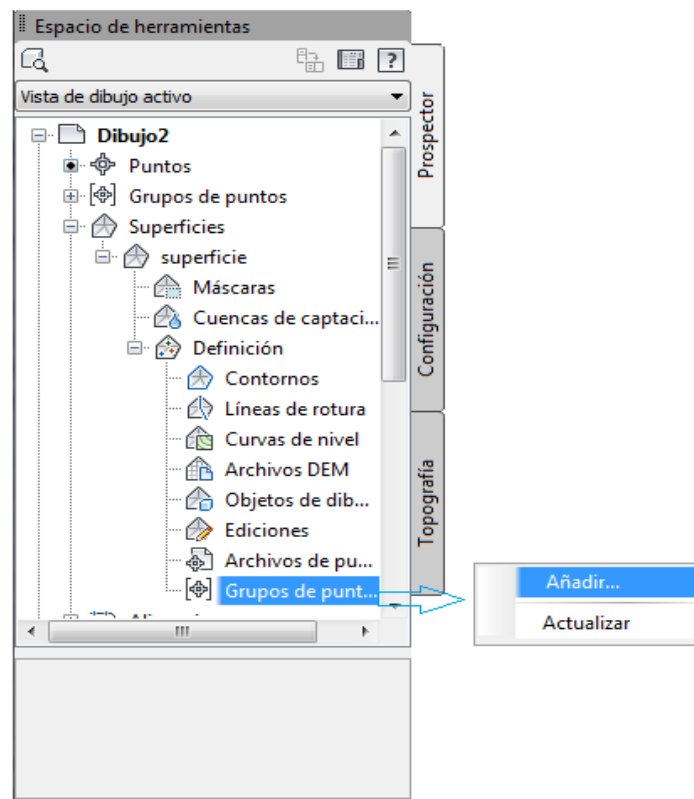 Espacio de herramientas
Vista de dibujo activo
Dibujo2
Puntos
Grupos de puntos
Superficies
superficie
Máscaras
Cuencas de captaci...
Definición
Contornos
Líneas de rotura
Curvas de nivel
Archivos DEM
Objetos de dib...
Ediciones
Archivos de pu...
Grupos de punt...
Prospector
Configuración
Topografía
Añadir...
Actualizar